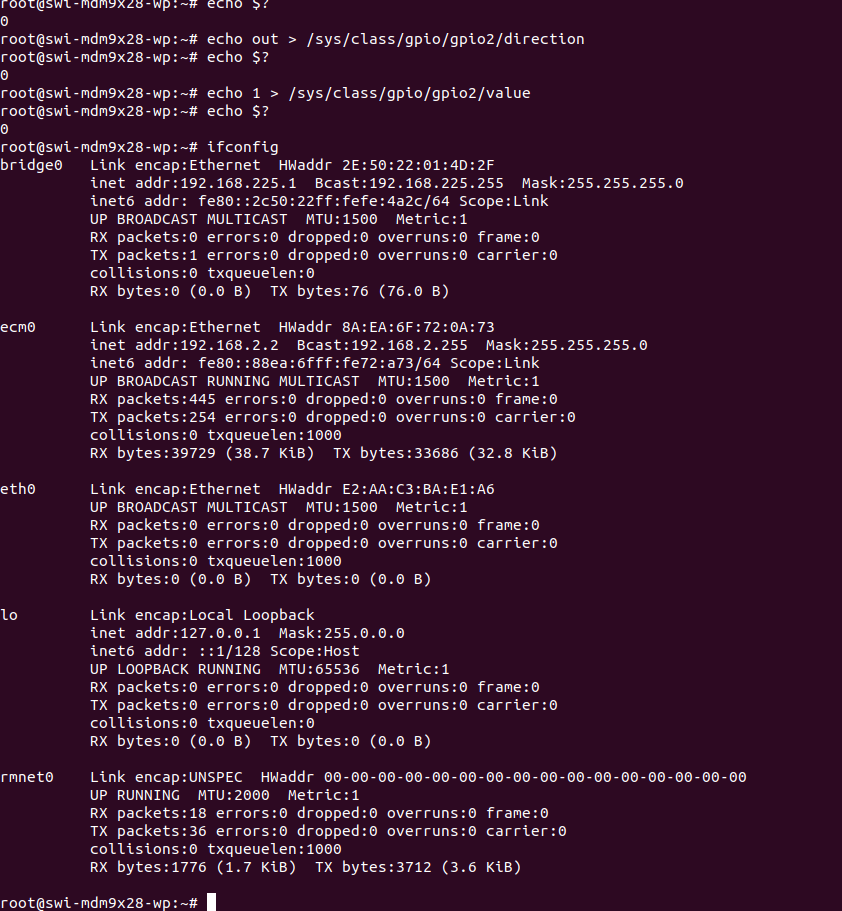 root@swi-mdm9x28-wp:~# echo $?
0
root@swi-mdm9x28-wp:~# echo out > /sys/class/gpio/gpio2/direction
root@swi-mdm9x28-wp:~# echo $?
0
root@swi-mdm9x28-wp:~# echo 1 > /sys/class/gpio/gpio2/value
root@swi-mdm9x28-wp:~# echo $?
0
root@swi-mdm9x28-wp:~# ifconfig
bridge0   Link encap:Ethernet  HWaddr 2E:50:22:01:4D:2F
          inet addr:192.168.225.1  Bcast:192.168.225.255  Mask:255.255.255.0
          inet6 addr: fe80::2c50:22ff:fefe:4a2c/64 Scope:Link
          UP BROADCAST MULTICAST  MTU:1500  Metric:1
          RX packets:0 errors:0 dropped:0 overruns:0 frame:0
          TX packets:1 errors:0 dropped:0 overruns:0 carrier:0
          collisions:0 txqueuelen:0
          RX bytes:0 (0.0 B)  TX bytes:76 (76.0 B)

ecm0      Link encap:Ethernet  HWaddr 8A:EA:6F:72:0A:73
          inet addr:192.168.2.2  Bcast:192.168.2.255  Mask:255.255.255.0
          inet6 addr: fe80::88ea:6fff:fe72:a73/64 Scope:Link
          UP BROADCAST RUNNING MULTICAST  MTU:1500  Metric:1
          RX packets:445 errors:0 dropped:0 overruns:0 frame:0
          TX packets:254 errors:0 dropped:0 overruns:0 carrier:0
          collisions:0 txqueuelen:1000
          RX bytes:39729 (38.7 KiB)  TX bytes:33686 (32.8 KiB)

eth0      Link encap:Ethernet  HWaddr E2:AA:C3:BA:E1:A6
          UP BROADCAST MULTICAST  MTU:1500  Metric:1
          RX packets:0 errors:0 dropped:0 overruns:0 frame:0
          TX packets:0 errors:0 dropped:0 overruns:0 carrier:0
          collisions:0 txqueuelen:1000
          RX bytes:0 (0.0 B)  TX bytes:0 (0.0 B)

lo        Link encap:Local Loopback
          inet addr:127.0.0.1  Mask:255.0.0.0
          inet6 addr: ::1/128 Scope:Host
          UP LOOPBACK RUNNING  MTU:65536  Metric:1
          RX packets:0 errors:0 dropped:0 overruns:0 frame:0
          TX packets:0 errors:0 dropped:0 overruns:0 carrier:0
          collisions:0 txqueuelen:0
          RX bytes:0 (0.0 B)  TX bytes:0 (0.0 B)

rmnet0    Link encap:UNSPEC  HWaddr 00-00-00-00-00-00-00-00-00-00-00-00-00-00-00-00
          UP RUNNING  MTU:2000  Metric:1
          RX packets:18 errors:0 dropped:0 overruns:0 frame:0
          TX packets:36 errors:0 dropped:0 overruns:0 carrier:0
          collisions:0 txqueuelen:1000
          RX bytes:1776 (1.7 KiB)  TX bytes:3712 (3.6 KiB)

root@swi-mdm9x28-wp:~#